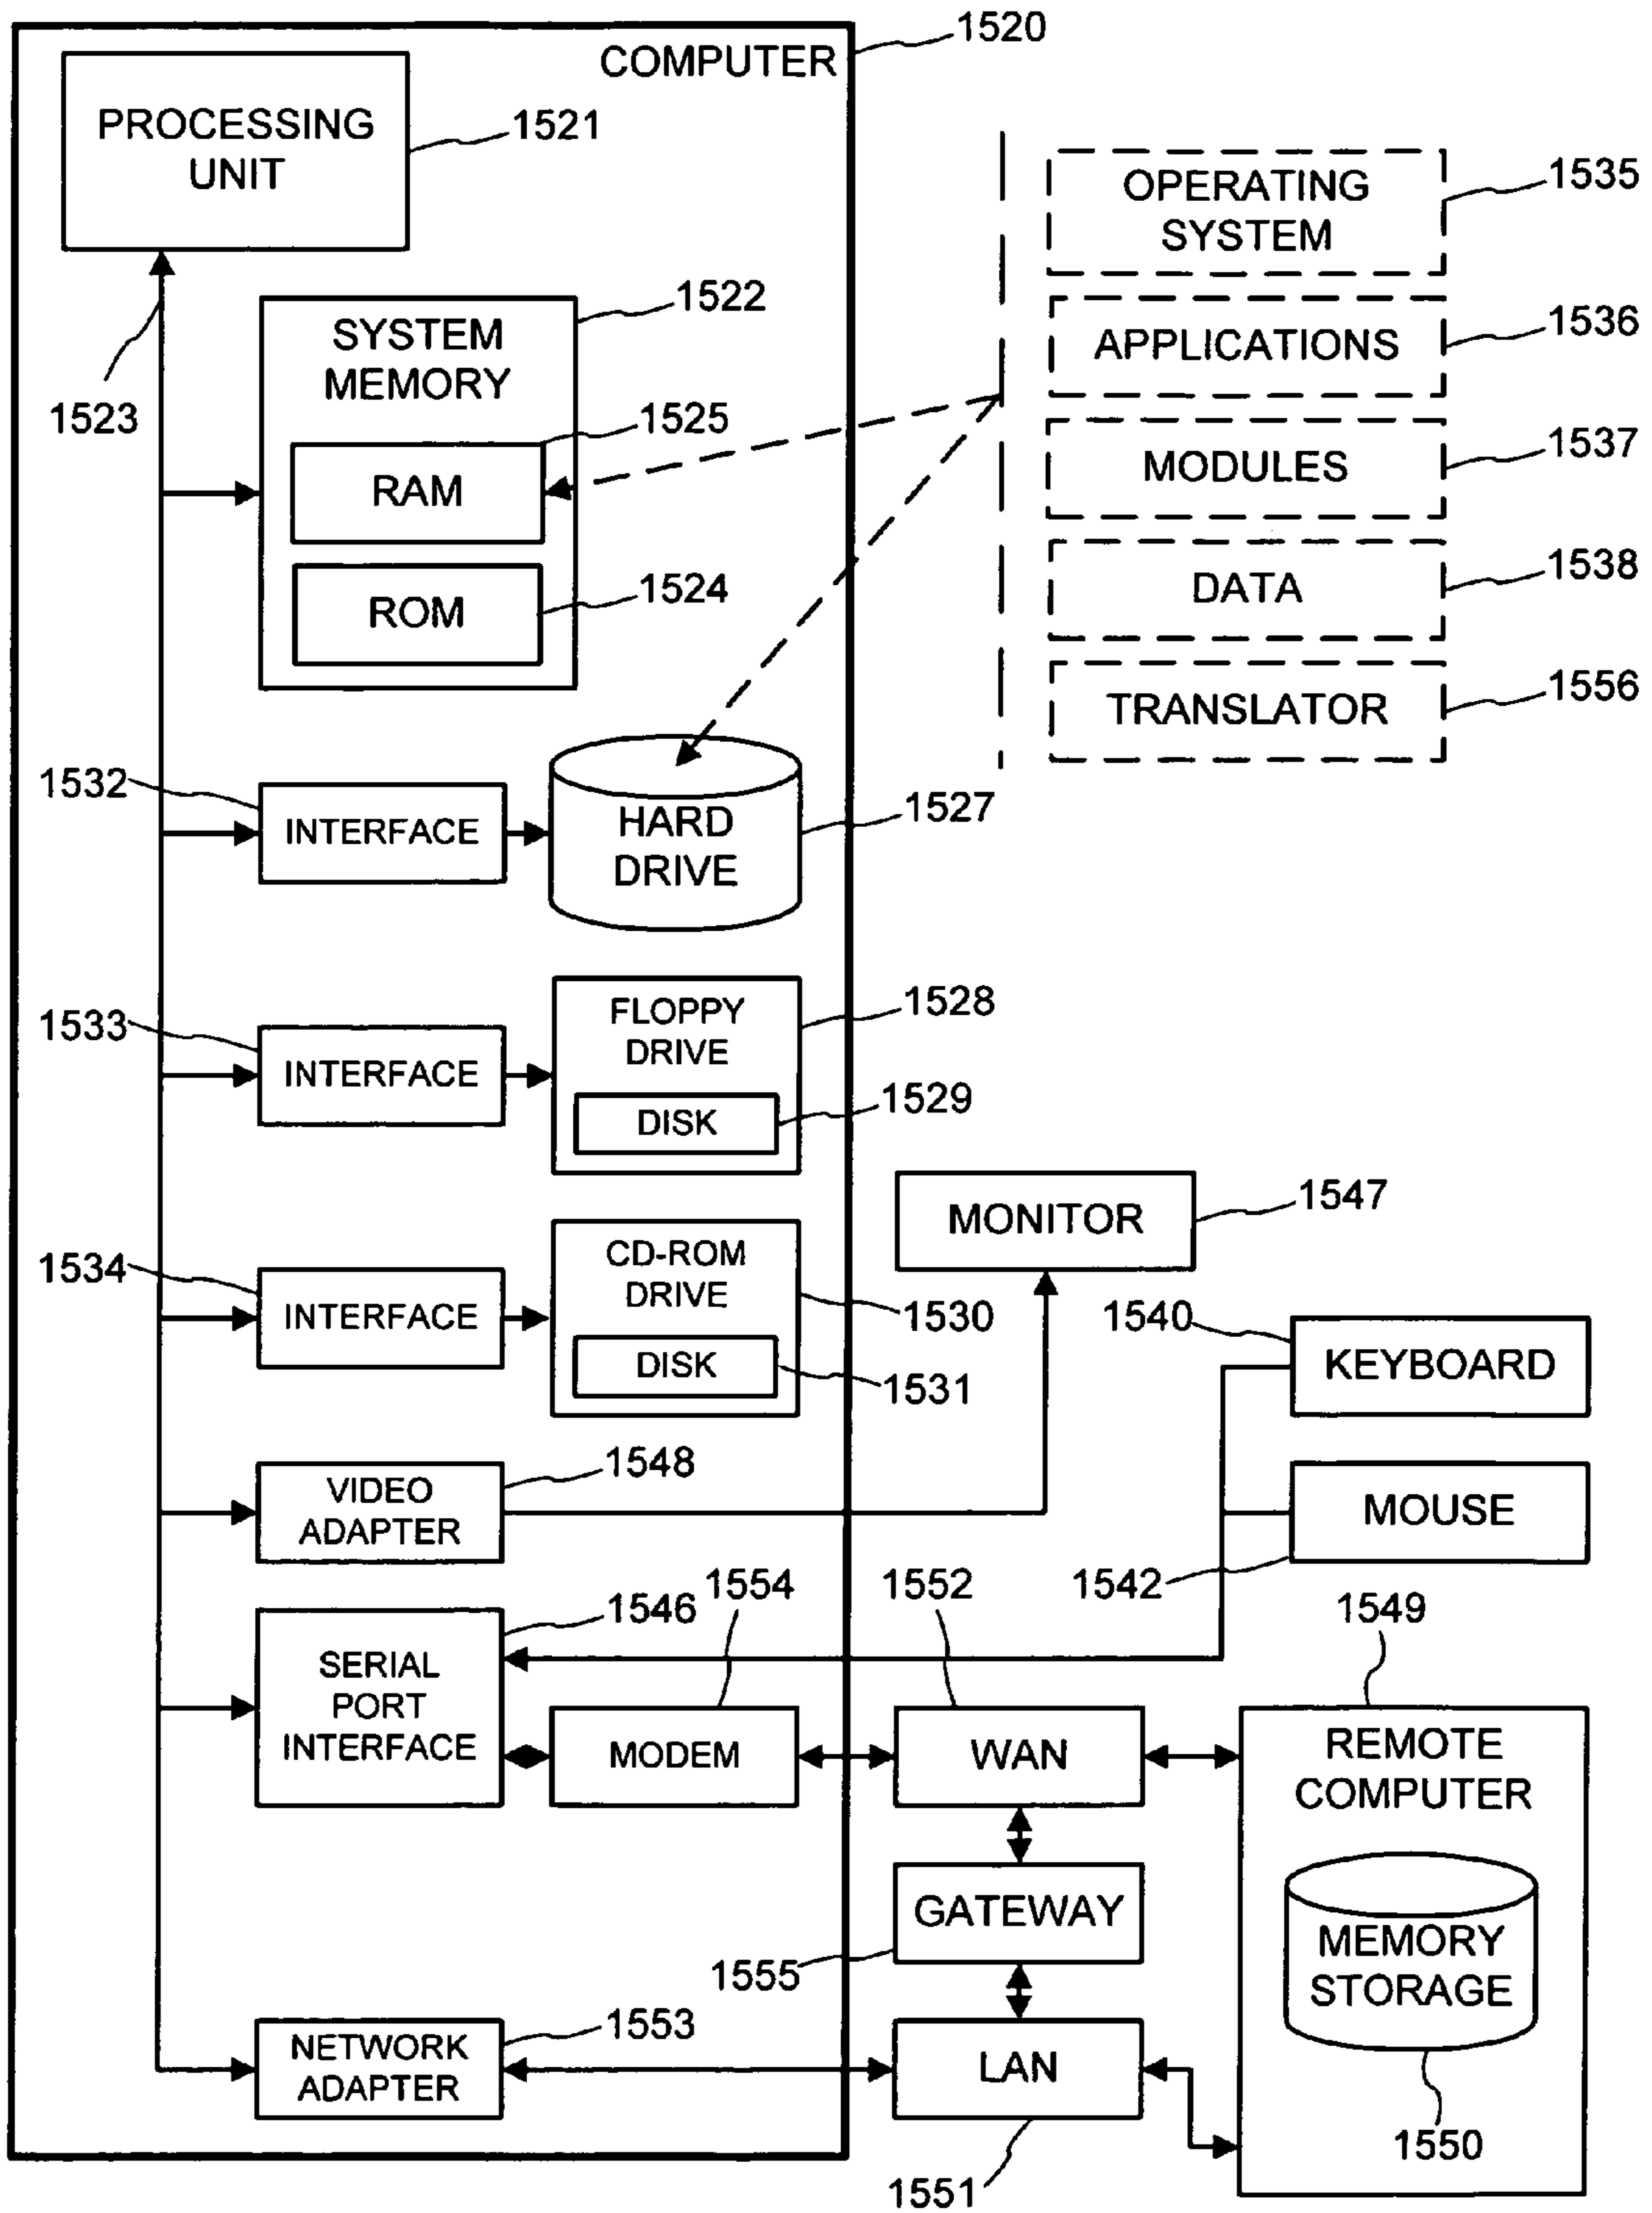 1520
COMPUTER
PROCESSING
UNIT
1521
1523
SYSTEM
MEMORY
1522
RAM
1525
ROM
1524
OPERATING
SYSTEM
1535
APPLICATIONS
1536
MODULES
1537
DATA
1538
TRANSLATOR
1556
1532
INTERFACE
HARD
DRIVE
1527
1533
INTERFACE
FLOPPY
DRIVE
1528
DISK
1529
1534
INTERFACE
CD-ROM
DRIVE
1530
DISK
1531
MONITOR
1547
1540
KEYBOARD
MOUSE
1542
VIDEO
ADAPTER
1548
SERIAL
PORT
INTERFACE
1546
1554
MODEM
1552
WAN
1549
REMOTE
COMPUTER
MEMORY
STORAGE
1550
GATEWAY
1555
NETWORK
ADAPTER
1553
LAN
1551